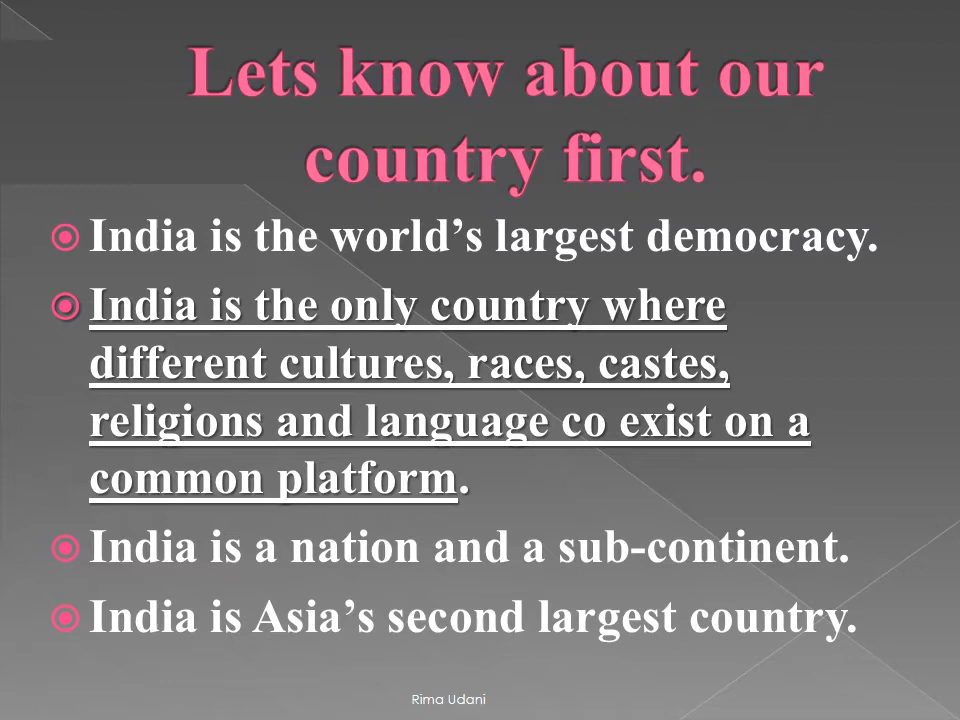 Lets know about our
country first.
India is the world’s largest democracy.
India is the only country where
different cultures, races, castes,
religions and language co exist on a
common platform.
India is a nation and a sub-continent.
India is Asia’s second largest country.
Rima Udani